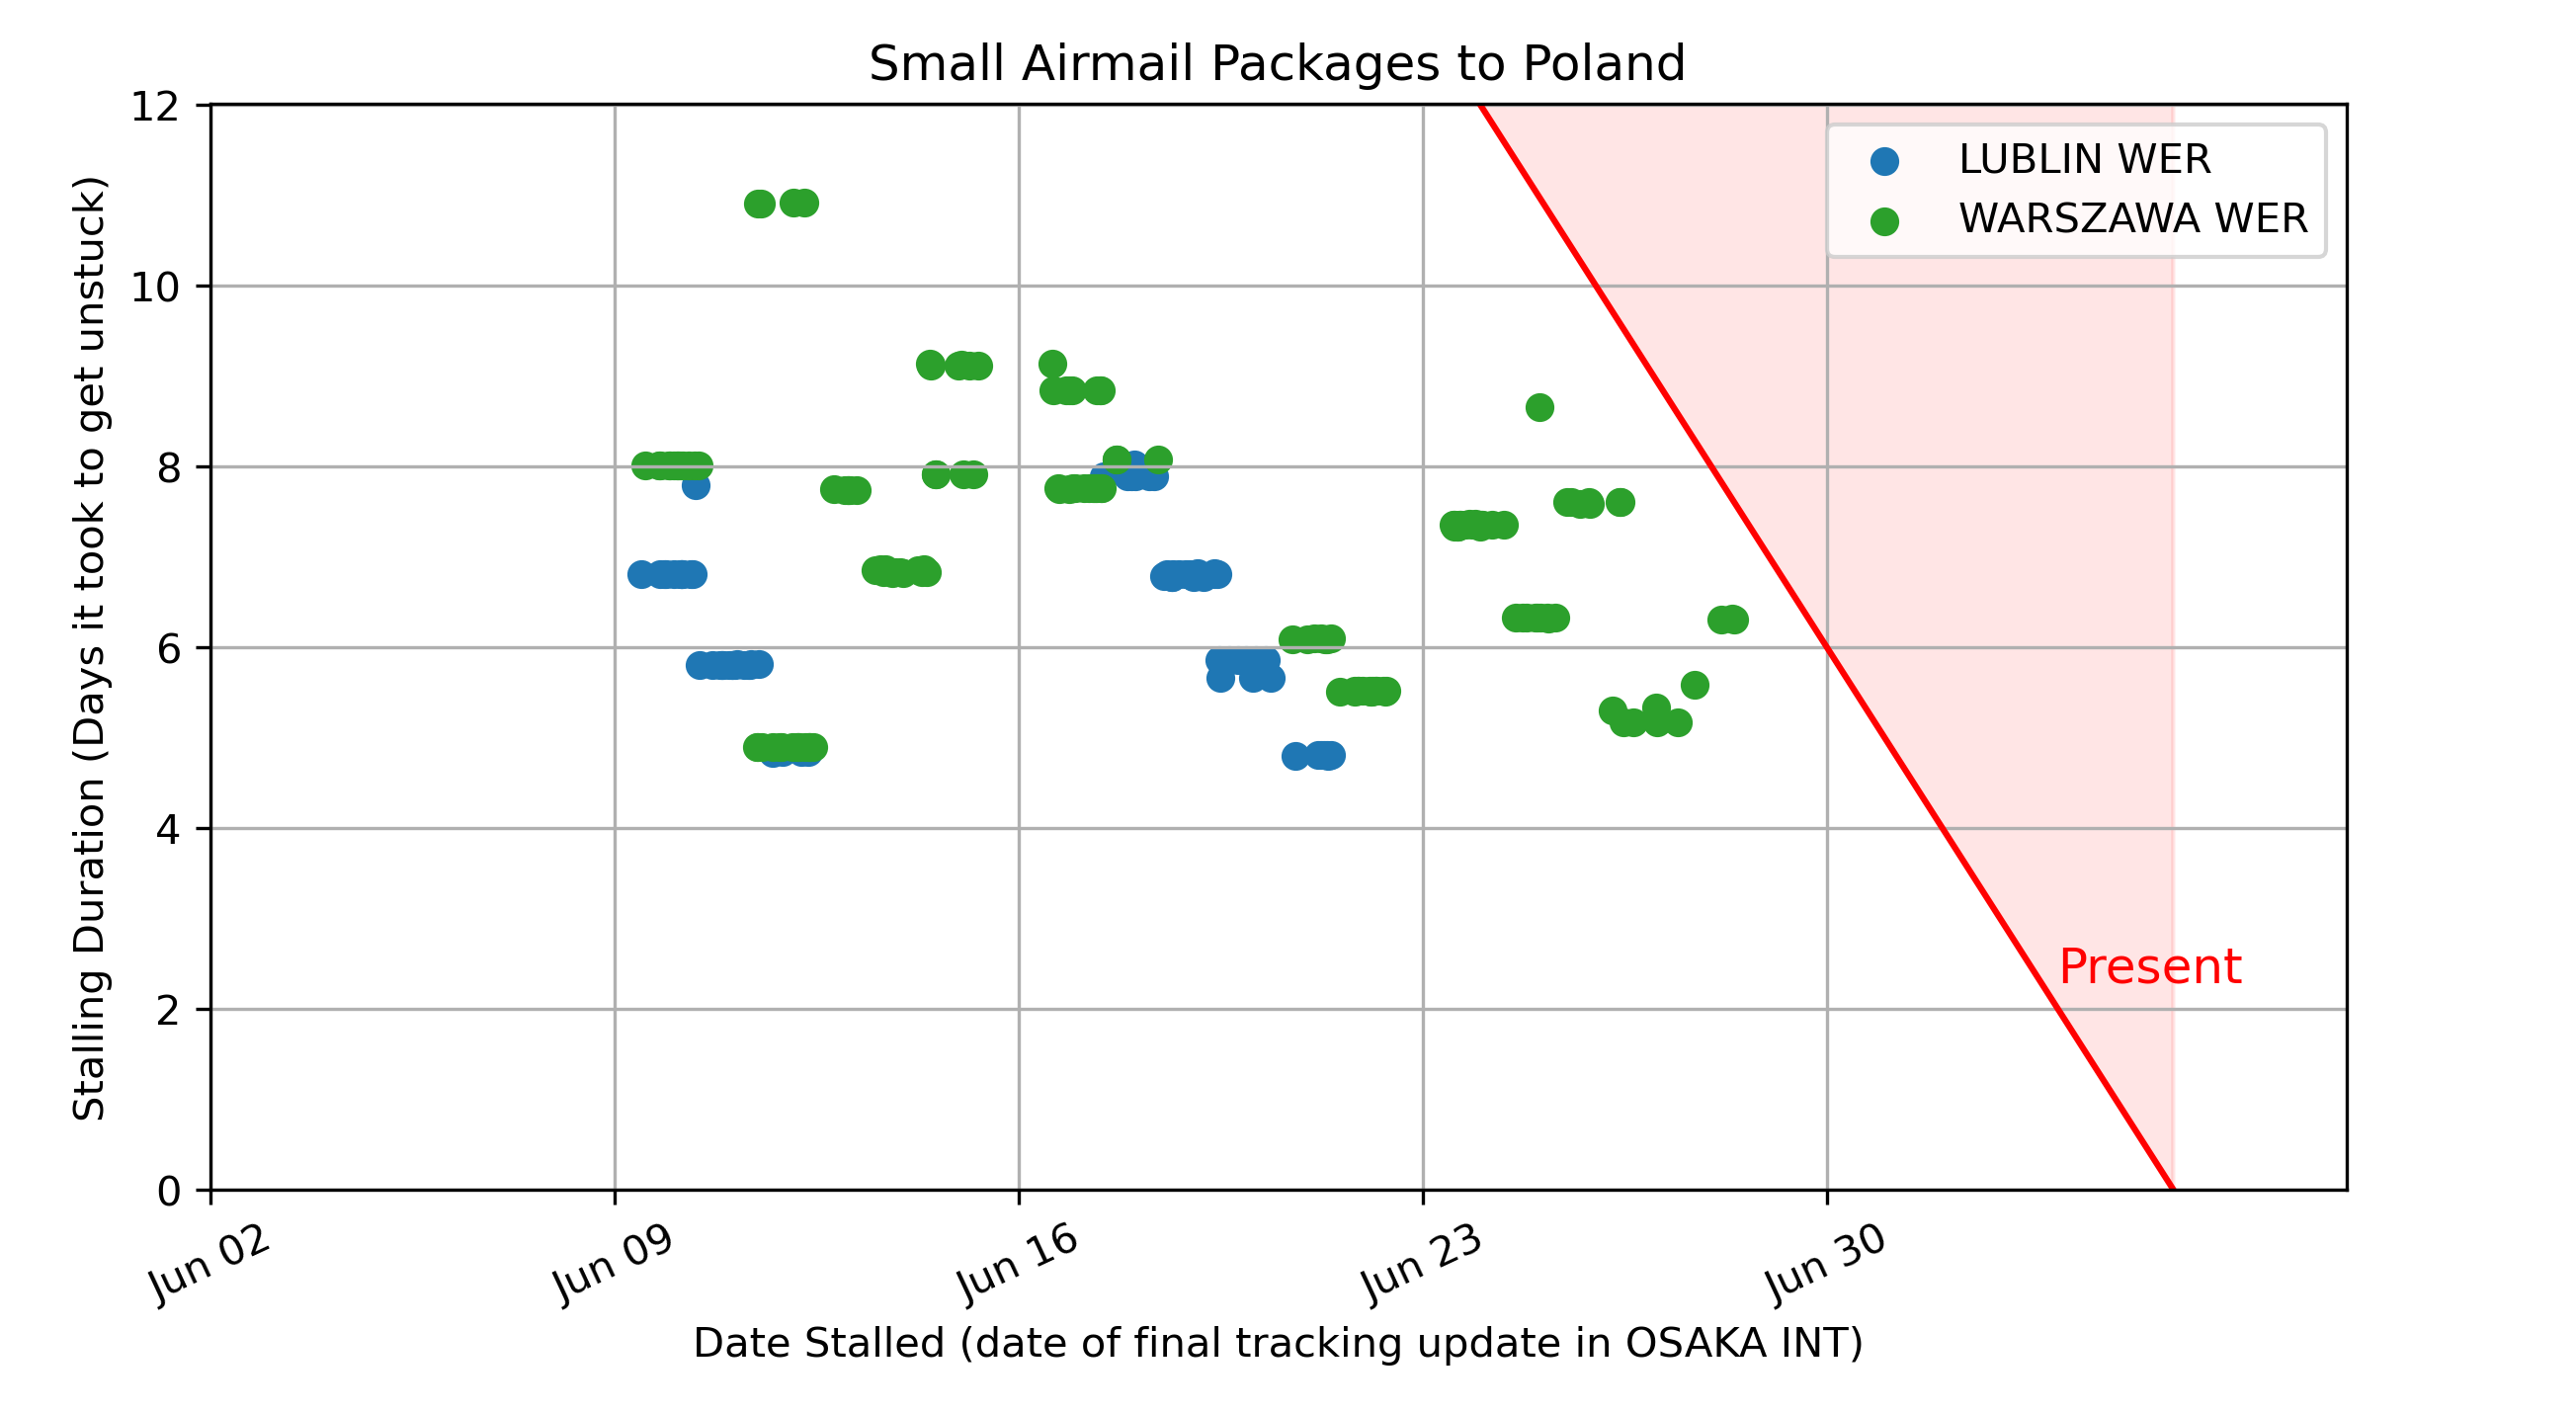 Small Airmail Packages to Poland
12
10
8
6
4
2
0
Stalling Duration (Days it took to get unstuck)
LUBLIN WER
WARSZAWA WER
Present
Jun 02
Jun 09
Jun 16
Jun 23
Jun 30
Date Stalled (date of final tracking update in OSAKA INT)